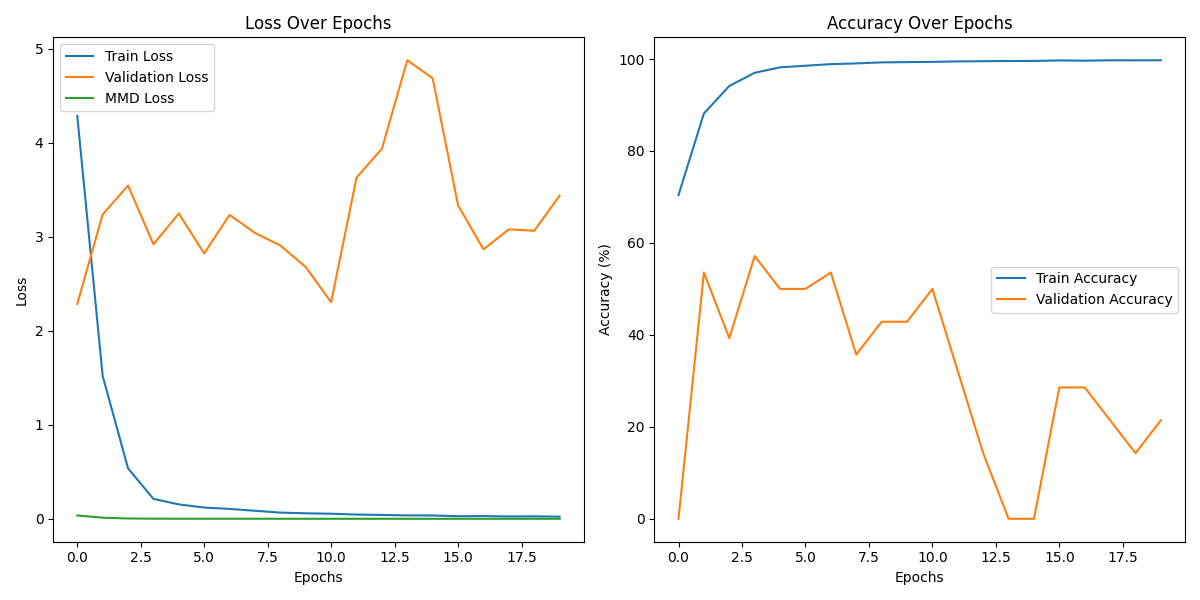 Loss Over Epochs
Train Loss
Validation Loss
MMD Loss
Loss
5
4
3
2
1
0
0.0 2.5 5.0 7.5 10.0 12.5 15.0 17.5
Epochs
Accuracy Over Epochs
Train Accuracy
Validation Accuracy
Accuracy (%)
100
80
60
40
20
0
0.0 2.5 5.0 7.5 10.0 12.5 15.0 17.5
Epochs